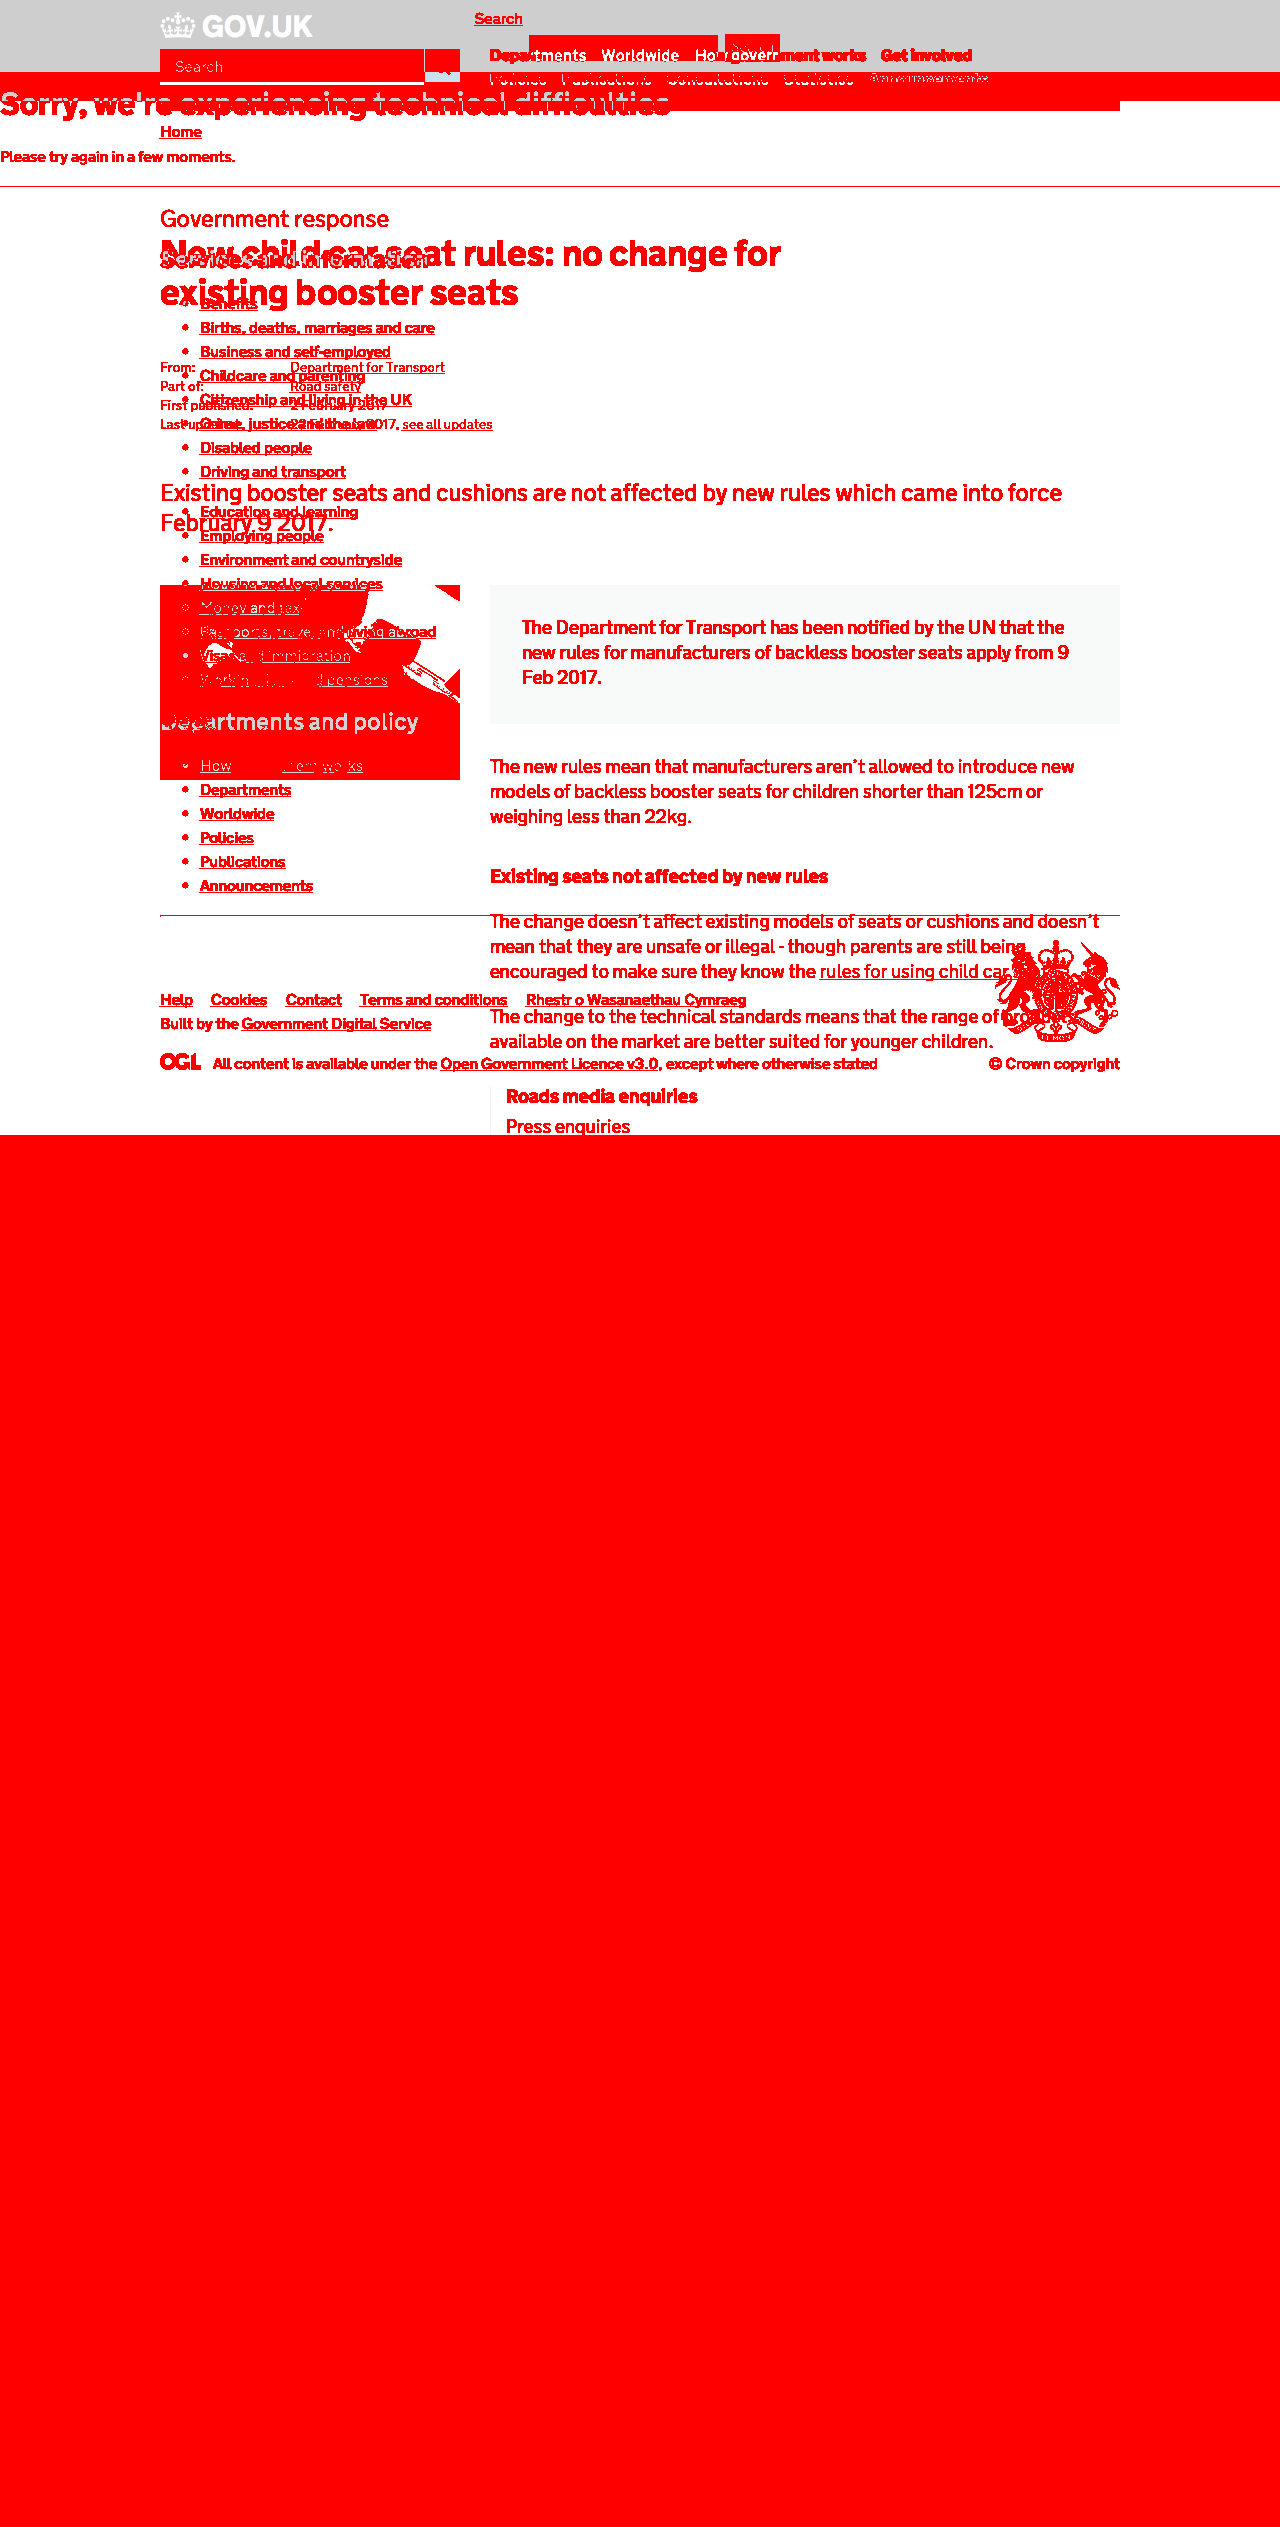 GOV.UK
Search
Departments Worldwide How government works Get involved
Search
Policies Publications Consultations Statistics Announcements
Sorry, we're experiencing technical difficulties
Home
Please try again in a few moments.
Government response
New child car seat rules: no change for
Services and information
existing booster seats
Benefits
Births, deaths, marriages and care
Business and self-employed
From: Department for Transport
Childcare and parenting
Part of: Road safety
Citizenship and living in the UK
First published: 2 February 2017
Crime, justice and the law
Last updated: 2017, see all updates
Disabled people
Driving and transport
Existing booster seats and cushions are not affected by new rules which came into force
Education and learning
February 9 2017.
Employing people
Environment and countryside
Housing and local services
Money and tax
The Department for Transport has been notified by the UN that the
Passports, travel and living abroad
new rules for manufacturers of backless booster seats apply from 9
Visas and immigration
Feb 2017.
Working, and pensions
Departments and policy
How government works
The new rules mean that manufacturers aren't allowed to introduce new
Departments
models of backless booster seats for children shorter than 125cm or
Worldwide
weighing less than 22kg.
Policies
Publications
Existing seats not affected by new rules
Announcements
The change doesn't affect existing models of seats or cushions and doesn't
mean that they are unsafe or illegal - though parents are still being
encouraged to make sure they know the rules for using child car
Help Cookies Contact Terms and conditions Rhestr o Wasanaethau Cymraeg
The change to the technical standards means that the range of products
Built by the Government Digital Service
available on the market are better suited for younger children.
OGL All content is available under the Open Government Licence v3.0, except where otherwise stated © Crown copyright
Roads media enquiries
Press enquiries